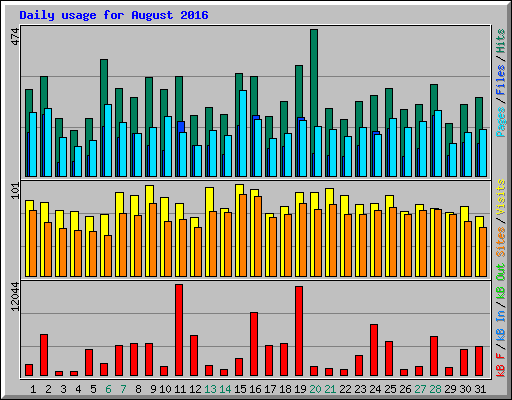 Daily usage for August 2016
474
Pages / Files / Hits
101
Sites / Visits
12044
kB F / kB In / kB Out
1 2 3 4 5 6 7 8 9 10 11 12 13 14 15 16 17 18 19 20 21 22 23 24 25 26 27 28 29 30 31